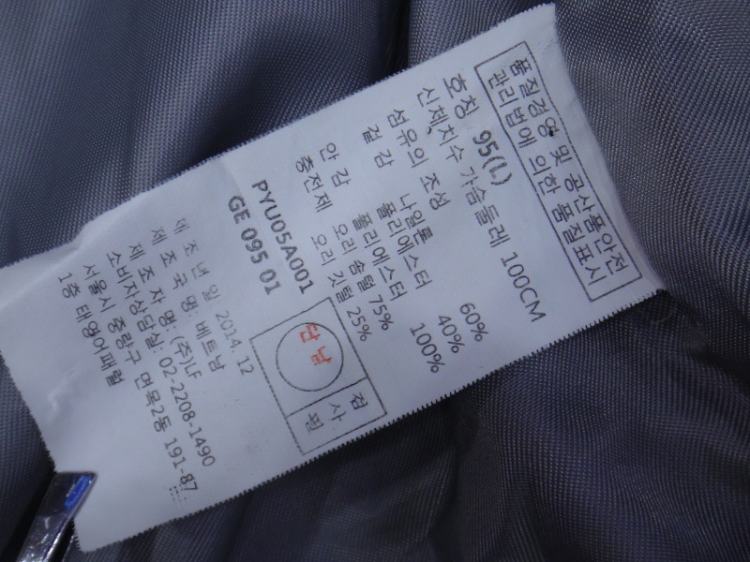 품질경영 및 공산품안전
관리법에 의한 품질표시
호칭 95(L)
신체치수 가슴둘레 100CM
섬유의 조성
겉감 나일론 60%
폴리에스터 40%
안감 폴리에스터 100%
충전제 오리 솜털 75%
오리 깃털 25%
PYU05A001
GE 095 01
검사필
제조년월일 2014. 12
제조국명: 베트남
제조자명: (주)LF
소비자상담실: 02-2208-1490
서울시 중랑구 면목2동 191-87
1층 태영어패럴